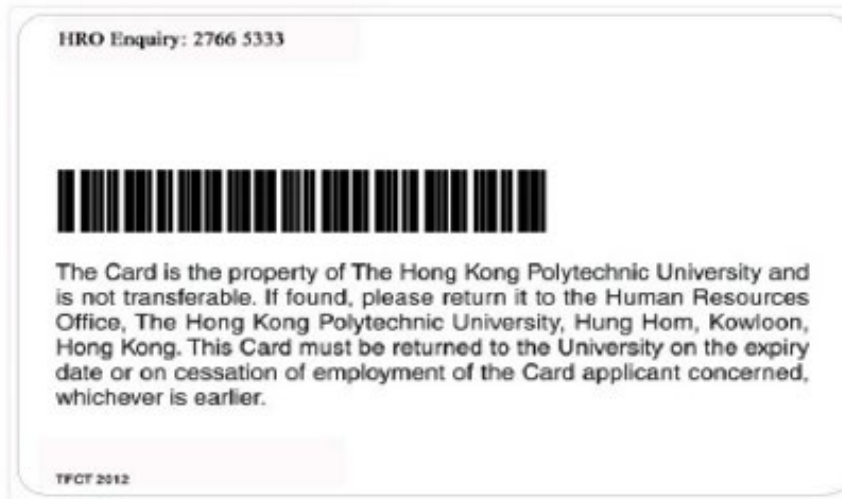 HRO Enquiry: 2766 5333
The Card is the property of The Hong Kong Polytechnic University and
is not transferable. If found, please return it to the Human Resources
Office, The Hong Kong Polytechnic University, Hung Hom, Kowloon,
Hong Kong. This Card must be returned to the University on the expiry
date or on cessation of employment of the Card applicant concerned,
whichever is earlier.
TFCT 2012